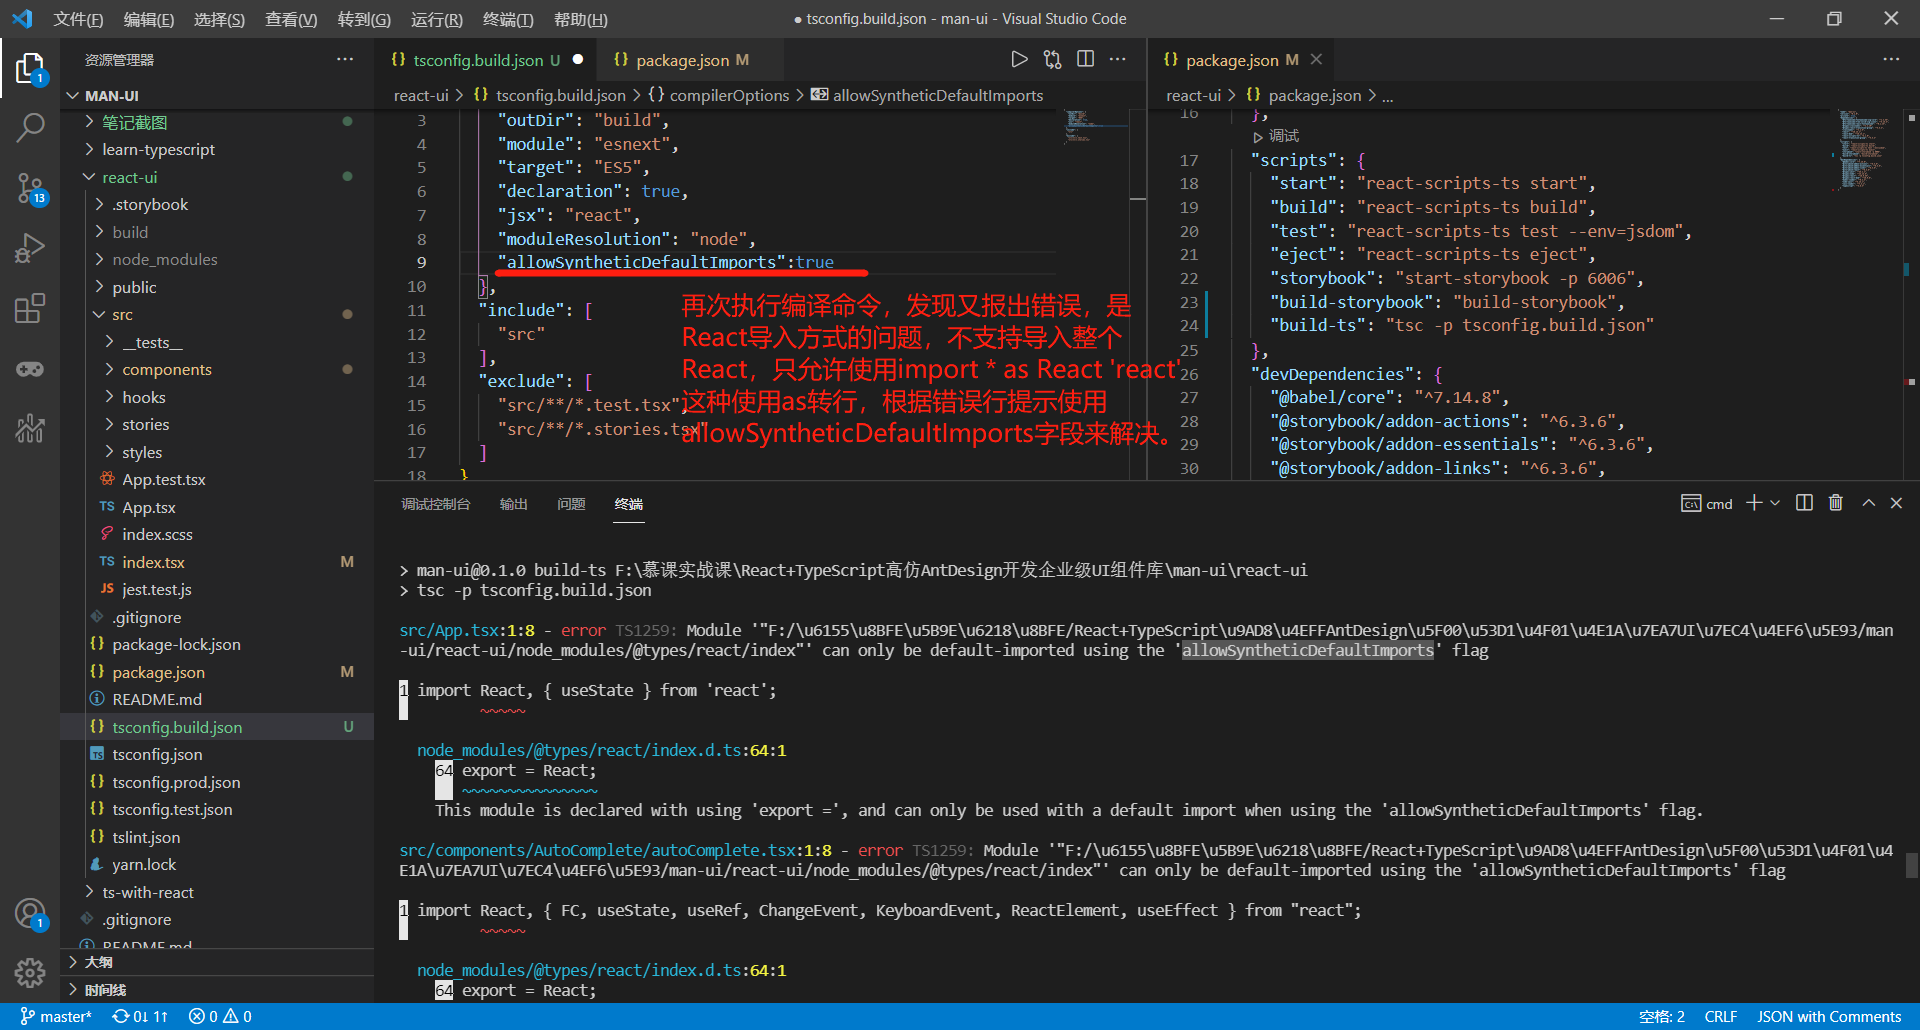 文件(F) 编辑(E) 选择(S) 查看(V) 转到(G) 运行(R) 终端(T) 帮助(H)
● tsconfig.build.json - man-ui - Visual Studio Code
资源管理器
MAN-UI
笔记截图
learn-typescript
react-ui
.storybook
build
node_modules
public
src
__tests__
components
hooks
stories
styles
App.test.tsx
TS App.tsx
index.scss
TS index.tsx M
JS jest.test.js
.gitignore
{} package-lock.json
{} package.json M
README.md
{} tsconfig.build.json U
TS tsconfig.json
{} tsconfig.prod.json
{} tsconfig.test.json
{} tslint.json
yarn.lock
ts-with-react
.gitignore
README.md
大纲
时间线
1
13
1
{} tsconfig.build.json U ●
{} package.json M
react-ui > {} tsconfig.build.json > {} compilerOptions > allowSyntheticDefaultImports
3 "outDir": "build",
4 "module": "esnext",
5 "target": "ES5",
6 "declaration": true,
7 "jsx": "react",
8 "moduleResolution": "node",
9 "allowSyntheticDefaultImports":true
10 },
11 "include": [
12 "src"
13 ],
14 "exclude": [
15 "src/**/*.test.tsx",
16 "src/**/*.stories.tsx"
17 ]
18 }
再次执行编译命令，发现又报出错误，是
React导入方式的问题，不支持导入整个
React，只允许使用import * as React 'react'
这种使用as转行，根据错误行提示使用
allowSyntheticDefaultImports字段来解决。
{} package.json M
react-ui > {} package.json > ...
16 },
调试
17 "scripts": {
18 "start": "react-scripts-ts start",
19 "build": "react-scripts-ts build",
20 "test": "react-scripts-ts test --env=jsdom",
21 "eject": "react-scripts-ts eject",
22 "storybook": "start-storybook -p 6006",
23 "build-storybook": "build-storybook",
24 "build-ts": "tsc -p tsconfig.build.json"
25 },
26 "devDependencies": {
27 "@babel/core": "^7.14.8",
28 "@storybook/addon-actions": "^6.3.6",
29 "@storybook/addon-essentials": "^6.3.6",
30 "@storybook/addon-links": "^6.3.6",
调试控制台 输出 问题 终端
cmd
> man-ui@0.1.0 build-ts F:\慕课实战课\React+TypeScript高仿AntDesign开发企业级UI组件库\man-ui\react-ui
> tsc -p tsconfig.build.json
src/App.tsx:1:8 - error TS1259: Module '"F:/\u6155\u8BFE\u5B9E\u6218\u8BFE/React+TypeScript\u9AD8\u4EFFAntDesign\u5F00\u53D1\u4F01\u4E1A\u7EA7UI\u7EC4\u4EF6\u5E93/man
-ui/react-ui/node_modules/@types/react/index"' can only be default-imported using the 'allowSyntheticDefaultImports' flag
1 import React, { useState } from 'react';
node_modules/@types/react/index.d.ts:64:1
64 export = React;
This module is declared with using 'export =', and can only be used with a default import when using the 'allowSyntheticDefaultImports' flag.
src/components/AutoComplete/autoComplete.tsx:1:8 - error TS1259: Module '"F:/\u6155\u8BFE\u5B9E\u6218\u8BFE/React+TypeScript\u9AD8\u4EFFAntDesign\u5F00\u53D1\u4F01\u4
E1A\u7EA7UI\u7EC4\u4EF6\u5E93/man-ui/react-ui/node_modules/@types/react/index"' can only be default-imported using the 'allowSyntheticDefaultImports' flag
1 import React, { FC, useState, useRef, ChangeEvent, KeyboardEvent, ReactElement, useEffect } from "react";
node_modules/@types/react/index.d.ts:64:1
64 export = React;
master* 0↓ 1↑ 0 0
空格: 2 CRLF JSON with Comments